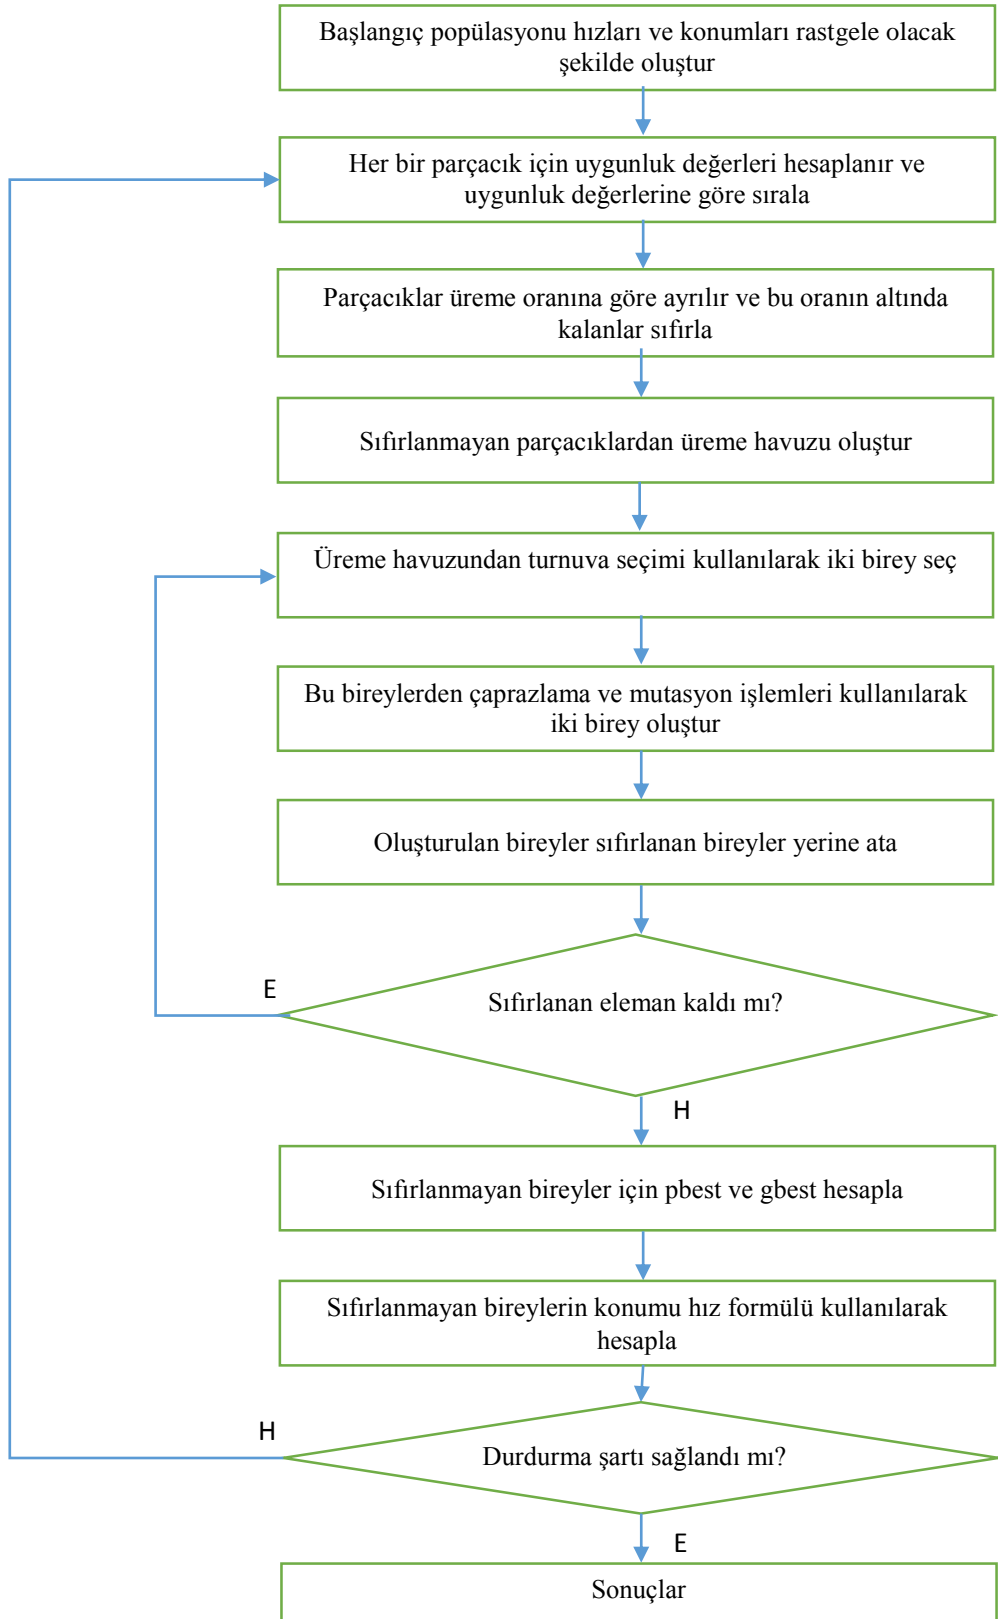 Başlangıç popülasyonu hızları ve konumları rastgele olacak
şekilde oluştur
Her bir parçacık için uygunluk değerleri hesaplanır ve
uygunluk değerlerine göre sırala
Parçacıklar üreme oranına göre ayrılır ve bu oranın altında
kalanlar sıfırla
Sıfırlanmayan parçacıklardan üreme havuzu oluştur
Üreme havuzundan turnuva seçimi kullanılarak iki birey seç
Bu bireylerden çaprazlama ve mutasyon işlemleri kullanılarak
iki birey oluştur
Oluşturulan bireyler sıfırlanan bireyler yerine ata
E
Sıfırlanan eleman kaldı mı?
H
Sıfırlanmayan bireyler için pbest ve gbest hesapla
Sıfırlanmayan bireylerin konumu hız formülü kullanılarak
hesapla
H
Durdurma şartı sağlandı mı?
E
Sonuçlar